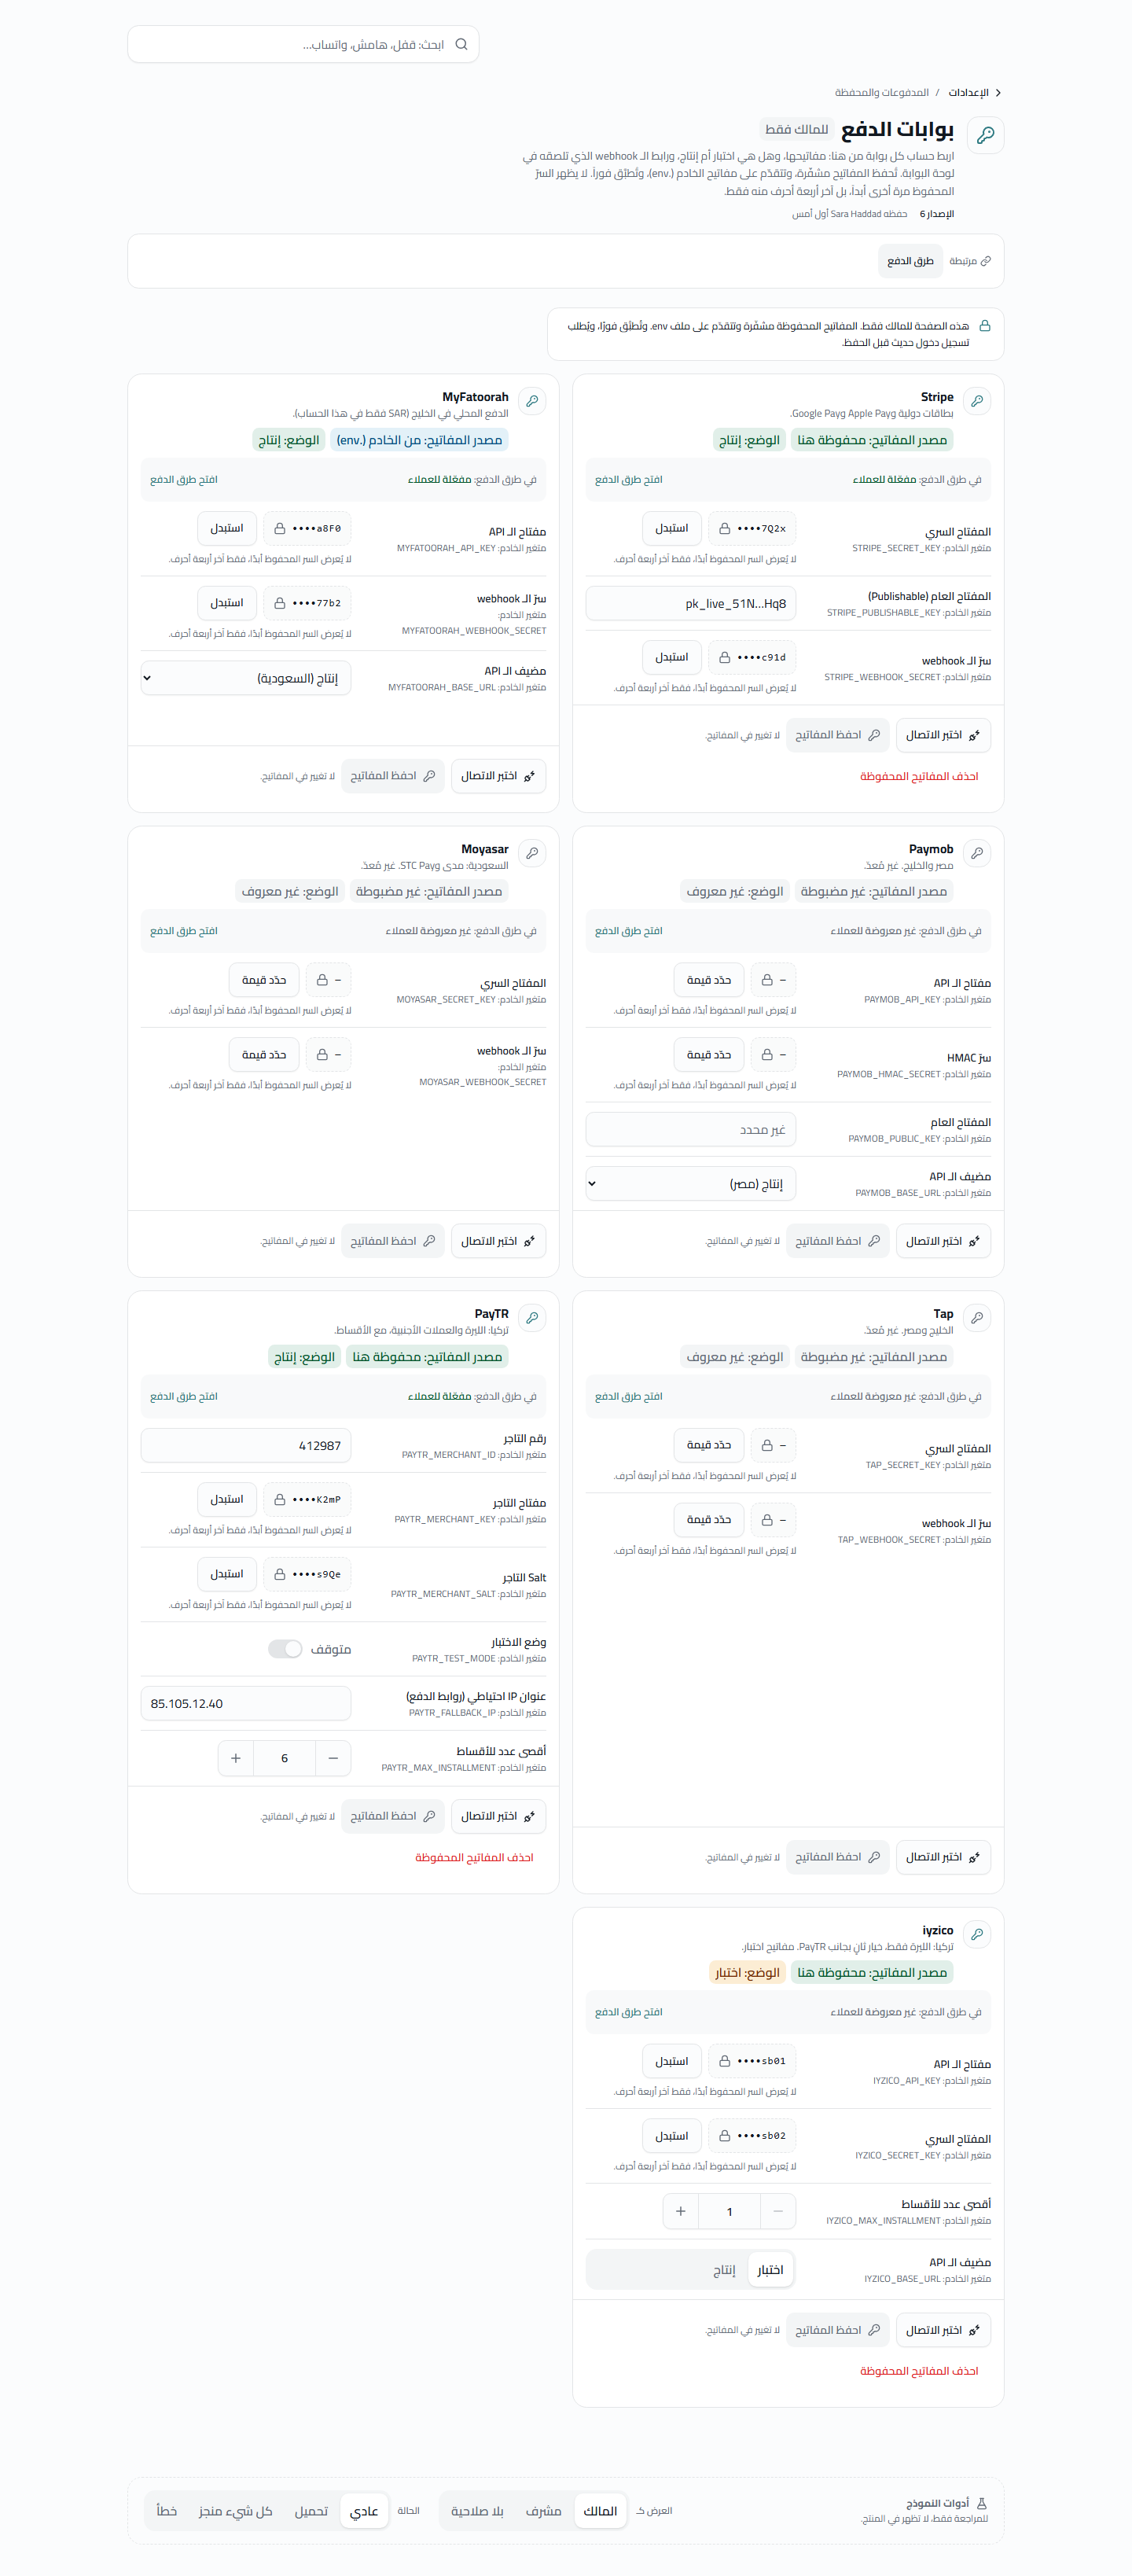 ابحث: قفل، هامش، واتساب...
الإعدادات / المدفوعات والمحفظة
بوابات الدفع للمالك فقط
اربط حساب كل بوابة من هنا: مفاتيحها، وهل هي اختبار أم إنتاج، ورابط الـ webhook الذي تلصقه في
لوحة البوابة. تُحفظ المفاتيح مشفّرة، وتتقدّم على مفاتيح الخادم (.env)، وتُطبَّق فوراً. لا يظهر السرّ
المحفوظ مرة أخرى أبداً، بل آخر أربعة أحرف منه فقط.
الإصدار 6 حفظه Sara Haddad أول أمس
مرتبطة طرق الدفع
هذه الصفحة للمالك فقط. المفاتيح المحفوظة مشفّرة وتتقدّم على ملف env. وتُطبَّق فورًا، ويُطلب
تسجيل دخول حديث قبل الحفظ.
Stripe
بطاقات دولية وApple Pay وGoogle Pay.
مصدر المفاتيح: محفوظة هنا الوضع: إنتاج
في طرق الدفع: مفعّلة للعملاء افتح طرق الدفع
المفتاح السري
متغير الخادم: STRIPE_SECRET_KEY
••••7Q2x استبدل
لا يُعرض السر المحفوظ أبدًا، فقط آخر أربعة أحرف.
المفتاح العام (Publishable)
متغير الخادم: STRIPE_PUBLISHABLE_KEY
pk_live_51N...Hq8
سرّ الـ webhook
متغير الخادم: STRIPE_WEBHOOK_SECRET
••••c91d استبدل
لا يُعرض السر المحفوظ أبدًا، فقط آخر أربعة أحرف.
اختبر الاتصال احفظ المفاتيح لا تغيير في المفاتيح.
احذف المفاتيح المحفوظة
MyFatoorah
الدفع المحلي في الخليج (SAR فقط في هذا الحساب).
مصدر المفاتيح: من الخادم (.env) الوضع: إنتاج
في طرق الدفع: مفعّلة للعملاء افتح طرق الدفع
مفتاح الـ API
متغير الخادم: MYFATOORAH_API_KEY
••••a8F0 استبدل
لا يُعرض السر المحفوظ أبدًا، فقط آخر أربعة أحرف.
سرّ الـ webhook
متغير الخادم:
MYFATOORAH_WEBHOOK_SECRET
••••77b2 استبدل
لا يُعرض السر المحفوظ أبدًا، فقط آخر أربعة أحرف.
مضيف الـ API
متغير الخادم: MYFATOORAH_BASE_URL
إنتاج (السعودية)
اختبر الاتصال احفظ المفاتيح لا تغيير في المفاتيح.
Paymob
مصر والخليج. غير مُعدّ.
مصدر المفاتيح: غير مضبوطة الوضع: غير معروف
في طرق الدفع: غير معروضة للعملاء افتح طرق الدفع
مفتاح الـ API
متغير الخادم: PAYMOB_API_KEY
– حدّد قيمة
لا يُعرض السر المحفوظ أبدًا، فقط آخر أربعة أحرف.
سرّ HMAC
متغير الخادم: PAYMOB_HMAC_SECRET
– حدّد قيمة
لا يُعرض السر المحفوظ أبدًا، فقط آخر أربعة أحرف.
المفتاح العام
متغير الخادم: PAYMOB_PUBLIC_KEY
غير محدد
مضيف الـ API
متغير الخادم: PAYMOB_BASE_URL
إنتاج (مصر)
اختبر الاتصال احفظ المفاتيح لا تغيير في المفاتيح.
Moyasar
السعودية: مدى وSTC Pay. غير مُعدّ.
مصدر المفاتيح: غير مضبوطة الوضع: غير معروف
في طرق الدفع: غير معروضة للعملاء افتح طرق الدفع
المفتاح السري
متغير الخادم: MOYASAR_SECRET_KEY
– حدّد قيمة
لا يُعرض السر المحفوظ أبدًا، فقط آخر أربعة أحرف.
سرّ الـ webhook
متغير الخادم:
MOYASAR_WEBHOOK_SECRET
– حدّد قيمة
لا يُعرض السر المحفوظ أبدًا، فقط آخر أربعة أحرف.
اختبر الاتصال احفظ المفاتيح لا تغيير في المفاتيح.
Tap
الخليج ومصر. غير مُعدّ.
مصدر المفاتيح: غير مضبوطة الوضع: غير معروف
في طرق الدفع: غير معروضة للعملاء افتح طرق الدفع
المفتاح السري
متغير الخادم: TAP_SECRET_KEY
– حدّد قيمة
لا يُعرض السر المحفوظ أبدًا، فقط آخر أربعة أحرف.
سرّ الـ webhook
متغير الخادم: TAP_WEBHOOK_SECRET
– حدّد قيمة
لا يُعرض السر المحفوظ أبدًا، فقط آخر أربعة أحرف.
اختبر الاتصال احفظ المفاتيح لا تغيير في المفاتيح.
PayTR
تركيا: الليرة والعملات الأجنبية، مع الأقساط.
مصدر المفاتيح: محفوظة هنا الوضع: إنتاج
في طرق الدفع: مفعّلة للعملاء افتح طرق الدفع
رقم التاجر
متغير الخادم: PAYTR_MERCHANT_ID
412987
مفتاح التاجر
متغير الخادم: PAYTR_MERCHANT_KEY
••••K2mP استبدل
لا يُعرض السر المحفوظ أبدًا، فقط آخر أربعة أحرف.
Salt التاجر
متغير الخادم: PAYTR_MERCHANT_SALT
••••s9Qe استبدل
لا يُعرض السر المحفوظ أبدًا، فقط آخر أربعة أحرف.
وضع الاختبار
متغير الخادم: PAYTR_TEST_MODE
متوقف
عنوان IP احتياطي (روابط الدفع)
متغير الخادم: PAYTR_FALLBACK_IP
85.105.12.40
أقصى عدد للأقساط
متغير الخادم: PAYTR_MAX_INSTALLMENT
− 6 +
اختبر الاتصال احفظ المفاتيح لا تغيير في المفاتيح.
احذف المفاتيح المحفوظة
iyzico
تركيا: الليرة فقط، خيار ثانٍ بجانب PayTR. مفاتيح اختبار.
مصدر المفاتيح: محفوظة هنا الوضع: اختبار
في طرق الدفع: غير معروضة للعملاء افتح طرق الدفع
مفتاح الـ API
متغير الخادم: IYZICO_API_KEY
••••sb01 استبدل
لا يُعرض السر المحفوظ أبدًا، فقط آخر أربعة أحرف.
المفتاح السري
متغير الخادم: IYZICO_SECRET_KEY
••••sb02 استبدل
لا يُعرض السر المحفوظ أبدًا، فقط آخر أربعة أحرف.
أقصى عدد للأقساط
متغير الخادم: IYZICO_MAX_INSTALLMENT
− 1 +
مضيف الـ API
متغير الخادم: IYZICO_BASE_URL
اختبار إنتاج
اختبر الاتصال احفظ المفاتيح لا تغيير في المفاتيح.
احذف المفاتيح المحفوظة
أدوات النموذج
للمراجعة فقط، لا تظهر في المنتج.
العرض كـ المالك مشرف بلا صلاحية
الحالة عادي تحميل كل شيء منجز خطأ